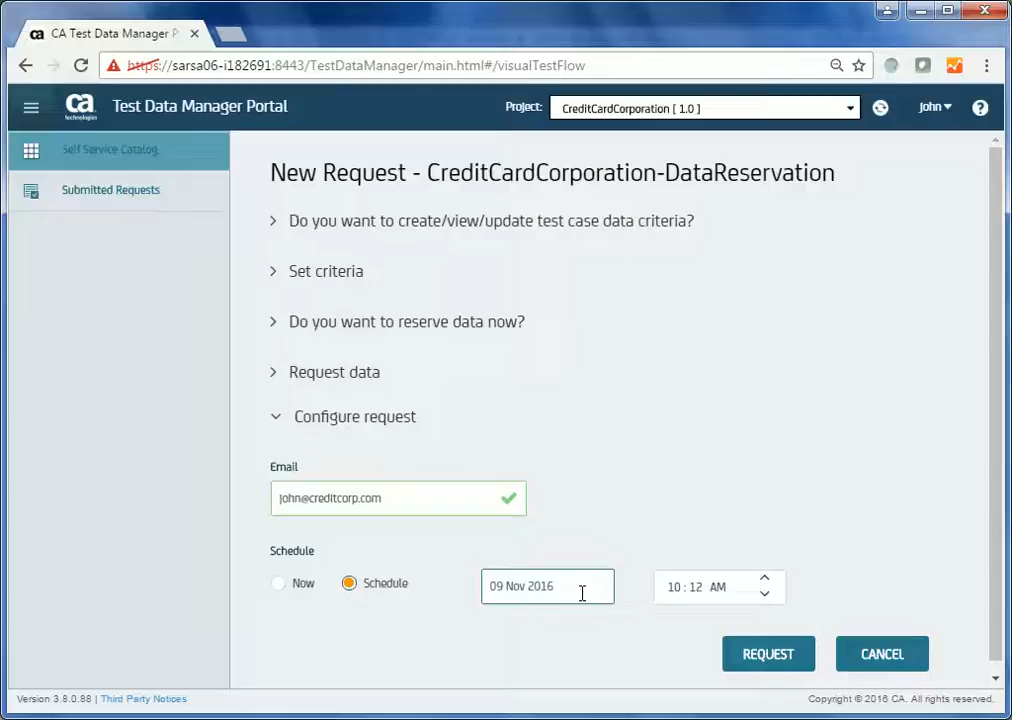 ca CA Test Data Manager P
https://sarsa06-i182691:8443/TestDataManager/main.html#/visualTestFlow
ca technologies Test Data Manager Portal Project: CreditCardCorporation [ 1.0 ] John ?
Self Service Catalog
Submitted Requests
New Request - CreditCardCorporation-DataReservation
Do you want to create/view/update test case data criteria?
Set criteria
Do you want to reserve data now?
Request data
Configure request
Email
john@creditcorp.com
Schedule
Now Schedule 09 Nov 2016 10 : 12 AM
REQUEST CANCEL
Version 3.8.0.88 | Third Party Notices Copyright © 2016 CA. All rights reserved.